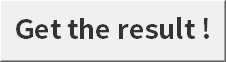 Get the result !